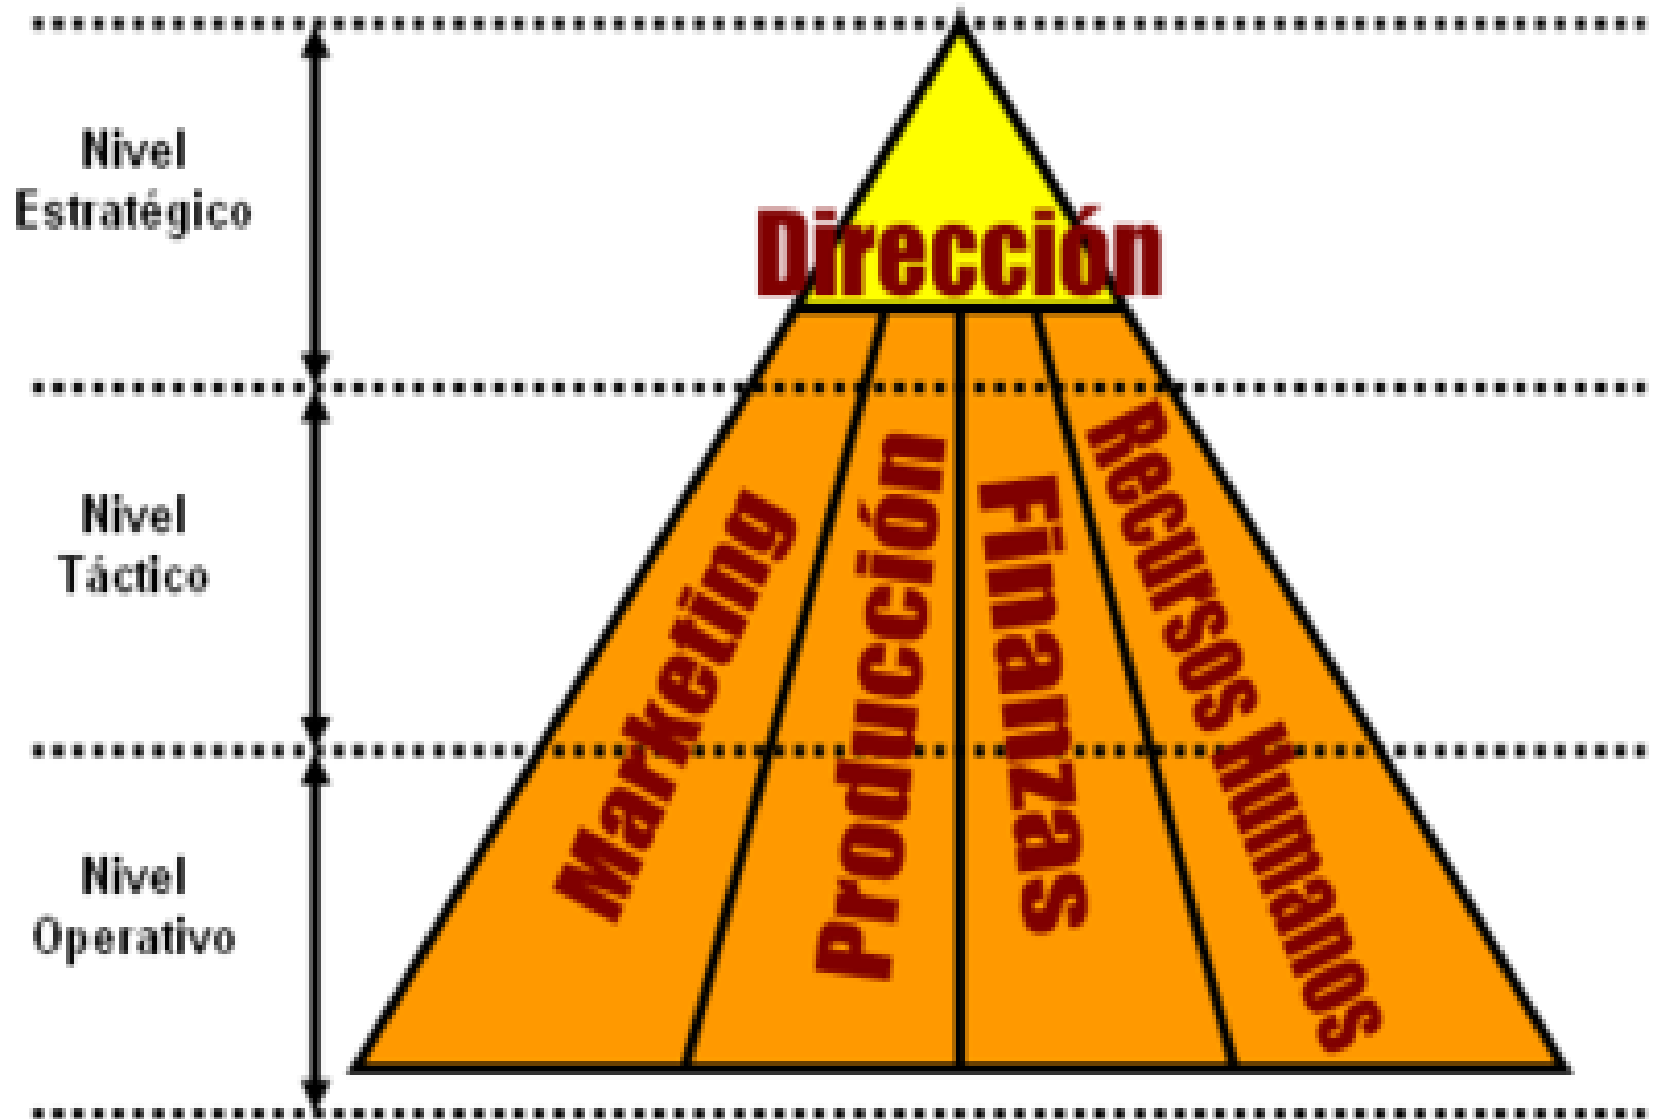 Nivel
Estratégico
Dirección
Nivel
Táctico
Marketing
Producción
Finanzas
Recursos Humanos
Nivel
Operativo